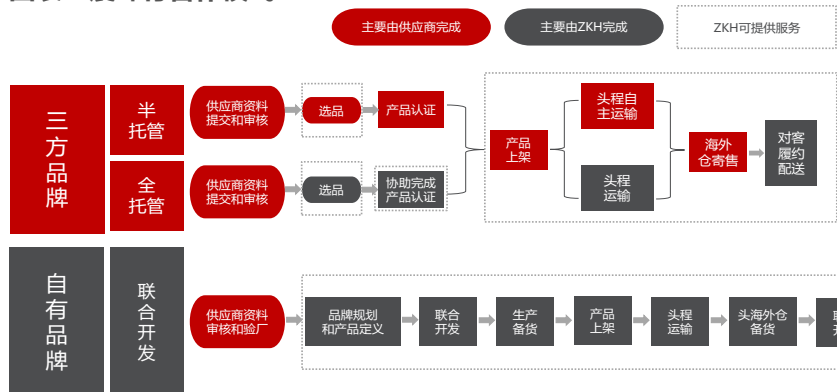 主要由供应商完成
主要由ZKH完成
ZKH可提供服务
三
方
品
牌
半
托管
供应商资料
提交和审核
选品
产品认证
全
托管
供应商资料
提交和审核
选品
协助完成
产品认证
产品
上架
头程自
主运输
头程
运输
海外
仓寄售
对客
履约
配送
自
有
品
牌
联
合
开
发
供应商资料
审核和验厂
品牌规划
和产品定义
联合
开发
生产
备货
产品
上架
头程
运输
头海外仓
备货